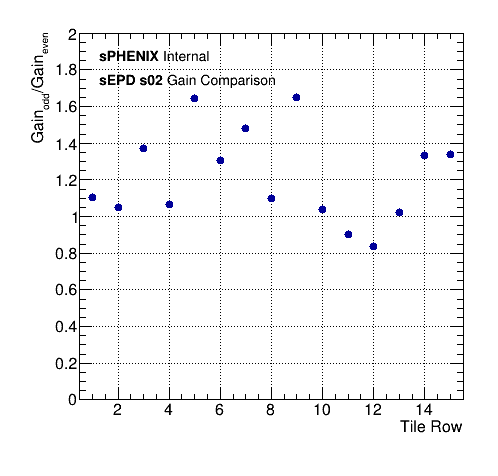 sPHENIX Internal
sEPD s02 Gain Comparison
Gain_odd/Gain_even
2
1.8
1.6
1.4
1.2
1
0.8
0.6
0.4
0.2
0
2 4 6 8 10 12 14
Tile Row